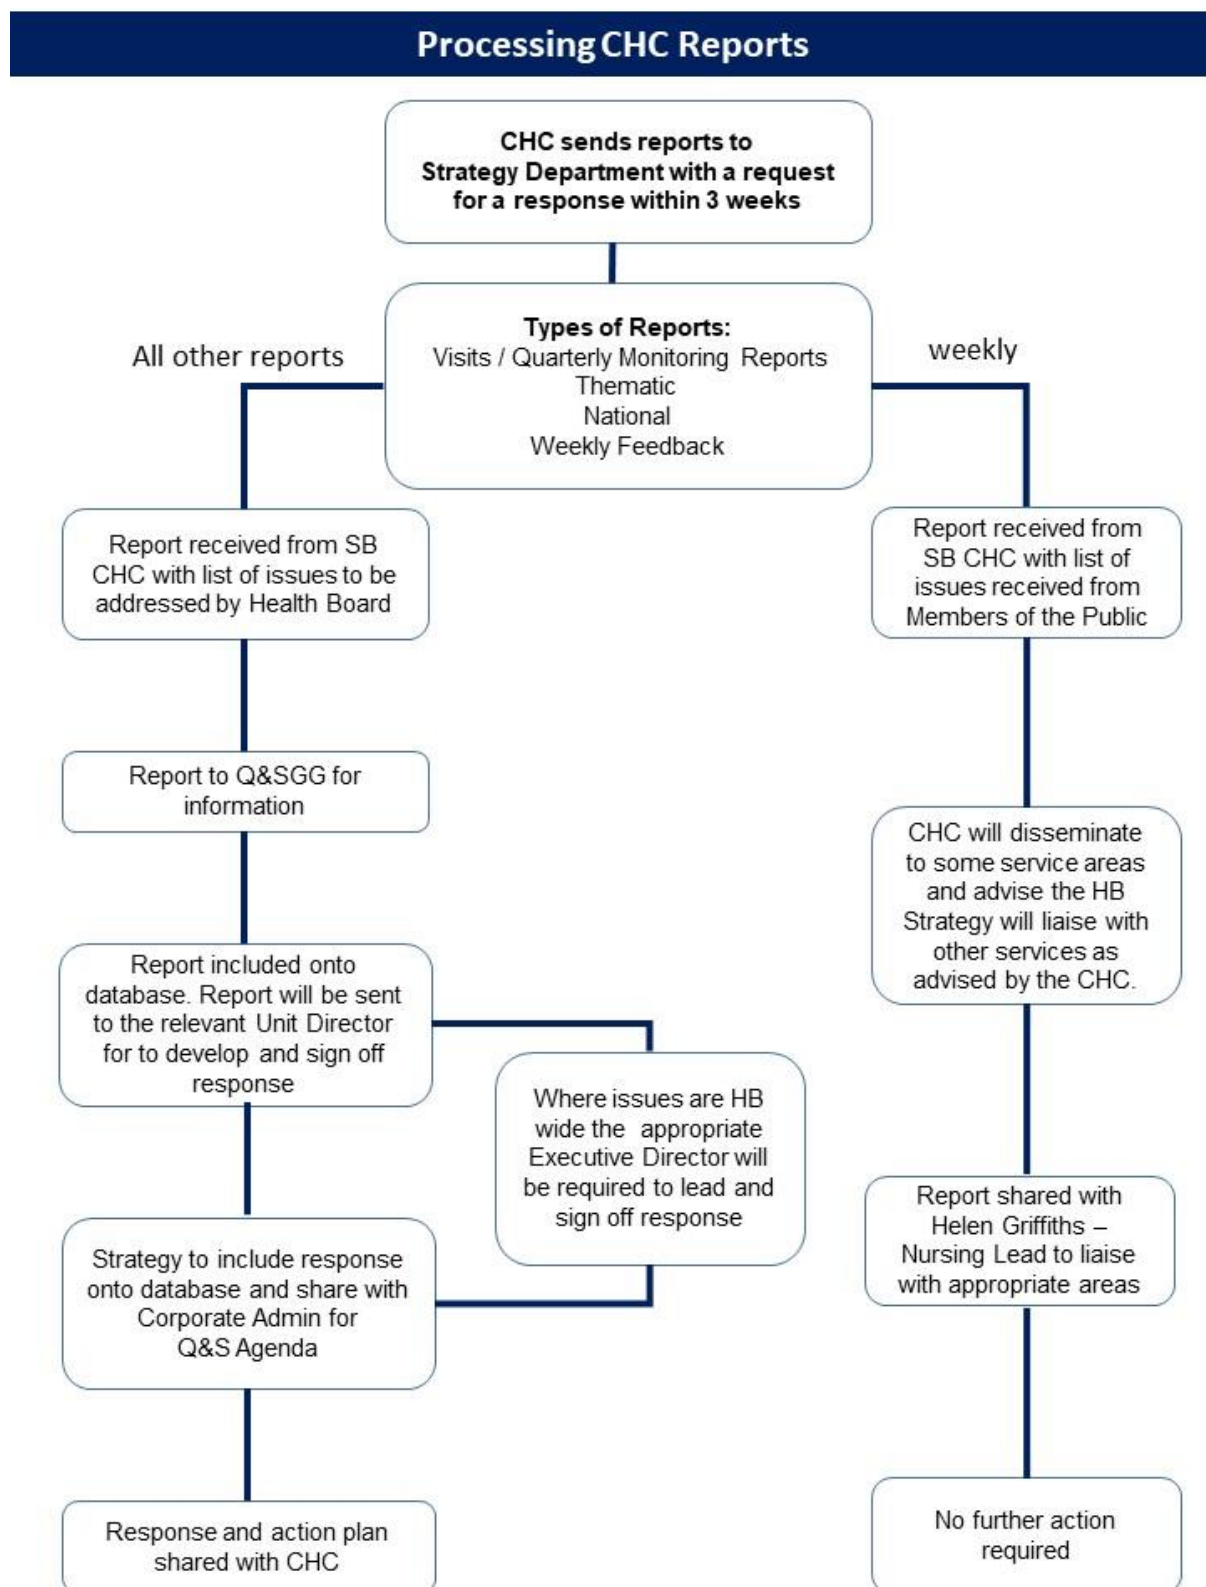 Processing CHC Reports
CHC sends reports to
Strategy Department with a request
for a response within 3 weeks
Types of Reports:
Visits / Quarterly Monitoring Reports
Thematic
National
Weekly Feedback
All other reports
weekly
Report received from SB
CHC with list of issues to be
addressed by Health Board
Report to Q&SGG for
information
Report included onto
database. Report will be sent
to the relevant Unit Director
for to develop and sign off
response
Where issues are HB
wide the appropriate
Executive Director will
be required to lead and
sign off response
Strategy to include response
onto database and share with
Corporate Admin for
Q&S Agenda
Response and action plan
shared with CHC
Report received from
SB CHC with list of
issues received from
Members of the Public
CHC will disseminate
to some service areas
and advise the HB
Strategy will liaise with
other services as
advised by the CHC.
Report shared with
Helen Griffiths –
Nursing Lead to liaise
with appropriate areas
No further action
required